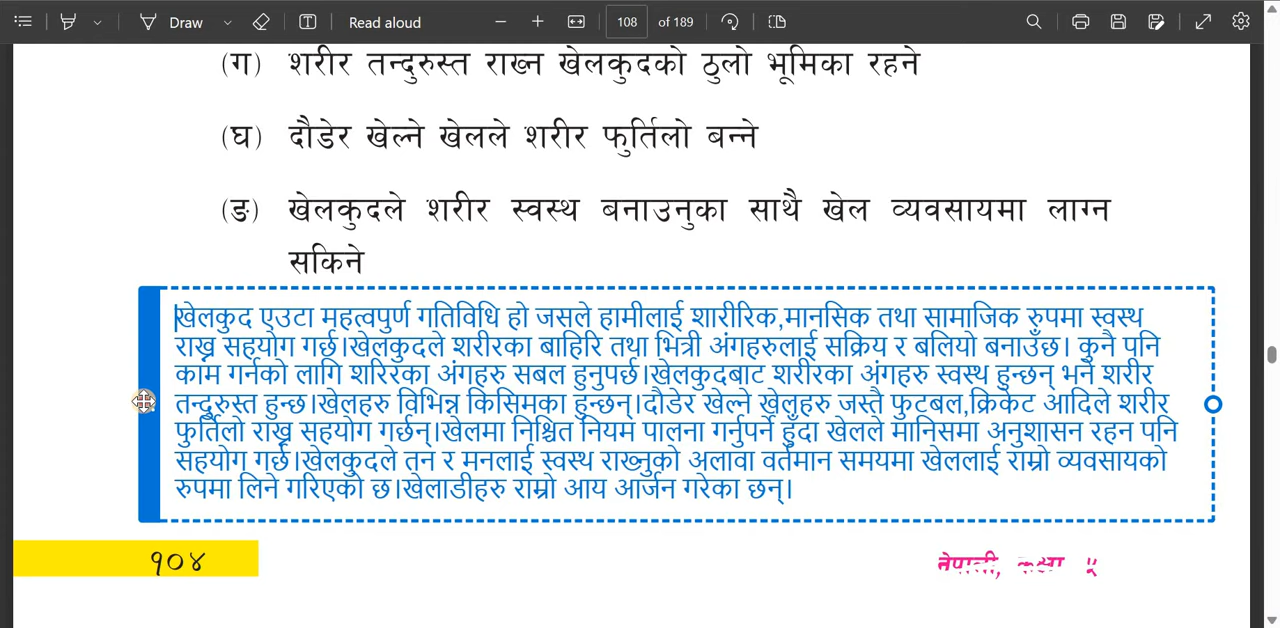 Draw
Read aloud
108
of 189
(ग) शरीर तन्दुरुस्त राख्न खेलकुदको ठुलो भूमिका रहने
(घ) दौडेर खेल्ने खेलले शरीर फुर्तिलो बन्ने
(ङ) खेलकुदले शरीर स्वस्थ बनाउनुका साथै खेल व्यवसायमा लाग्न
सकिने
खेलकुद एउटा महत्वपुर्ण गतिविधि हो जसले हामीलाई शारीरिक,मानसिक तथा सामाजिक रुपमा स्वस्थ
राख्न सहयोग गर्छ।खेलकुदले शरीरका बाहिरि तथा भित्री अंगहरुलाई सक्रिय र बलियो बनाउँछ। कुनै पनि
काम गर्नको लागि शरिरका अंगहरु सबल हुनुपर्छ।खेलकुदबाट शरीरका अंगहरु स्वस्थ हुन्छन् भने शरीर
तन्दुरुस्त हुन्छ।खेलहरु विभिन्न किसिमका हुन्छन्।दौडेर खेल्ने खेलहरु जस्तै फुटबल,क्रिकेट आदिले शरीर
फुर्तिलो राख्न सहयोग गर्छन्।खेलमा निश्चित नियम पालना गर्नुपर्ने हुँदा खेलले मानिसमा अनुशासन रहन पनि
सहयोग गर्छ।खेलकुदले तन र मनलाई स्वस्थ राख्नुको अलावा वर्तमान समयमा खेललाई राम्रो व्यवसायको
रुपमा लिने गरिएको छ।खेलाडीहरु राम्रो आय आर्जन गरेका छन्।
१०४
नेपाली, कक्षा ५